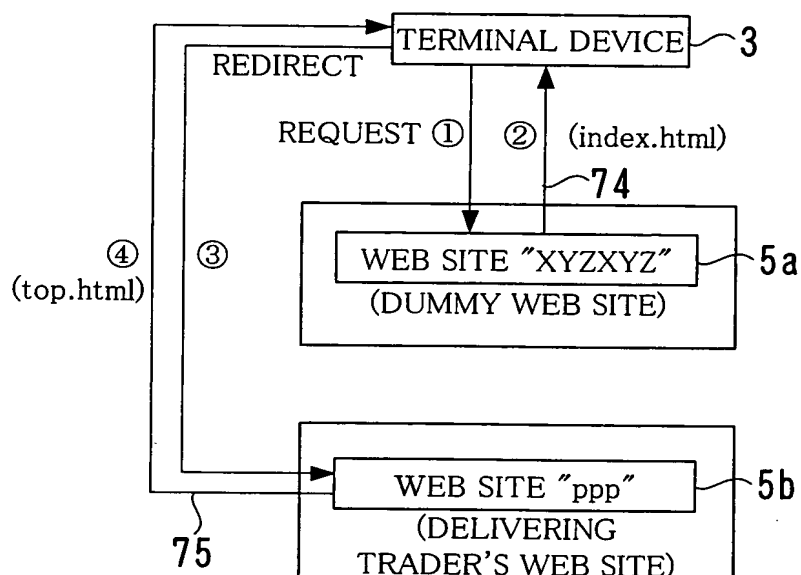 TERMINAL DEVICE
3
REDIRECT
REQUEST ①
②
(index.html)
74
④
(top.html)
③
WEB SITE "XYZXYZ"
5a
(DUMMY WEB SITE)
WEB SITE "ppp"
5b
75
(DELIVERING
TRADER'S WEB SITE)